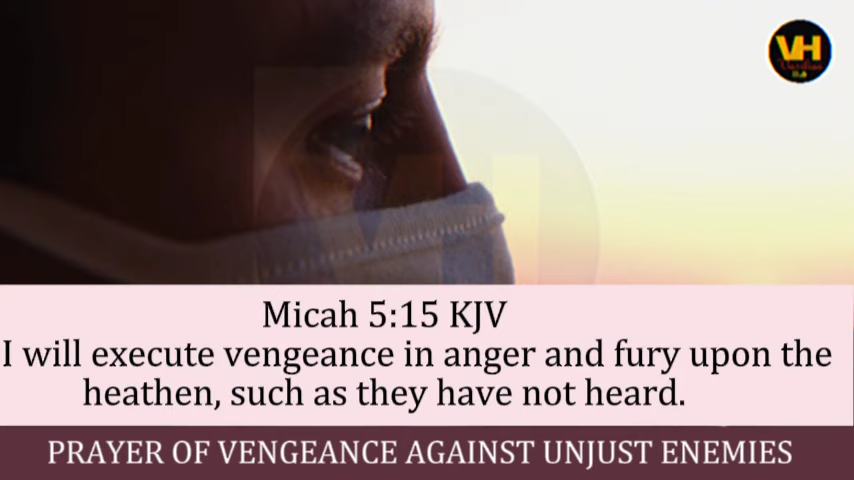 VH
Micah 5:15 KJV
I will execute vengeance in anger and fury upon the
heathen, such as they have not heard.
PRAYER OF VENGEANCE AGAINST UNJUST ENEMIES